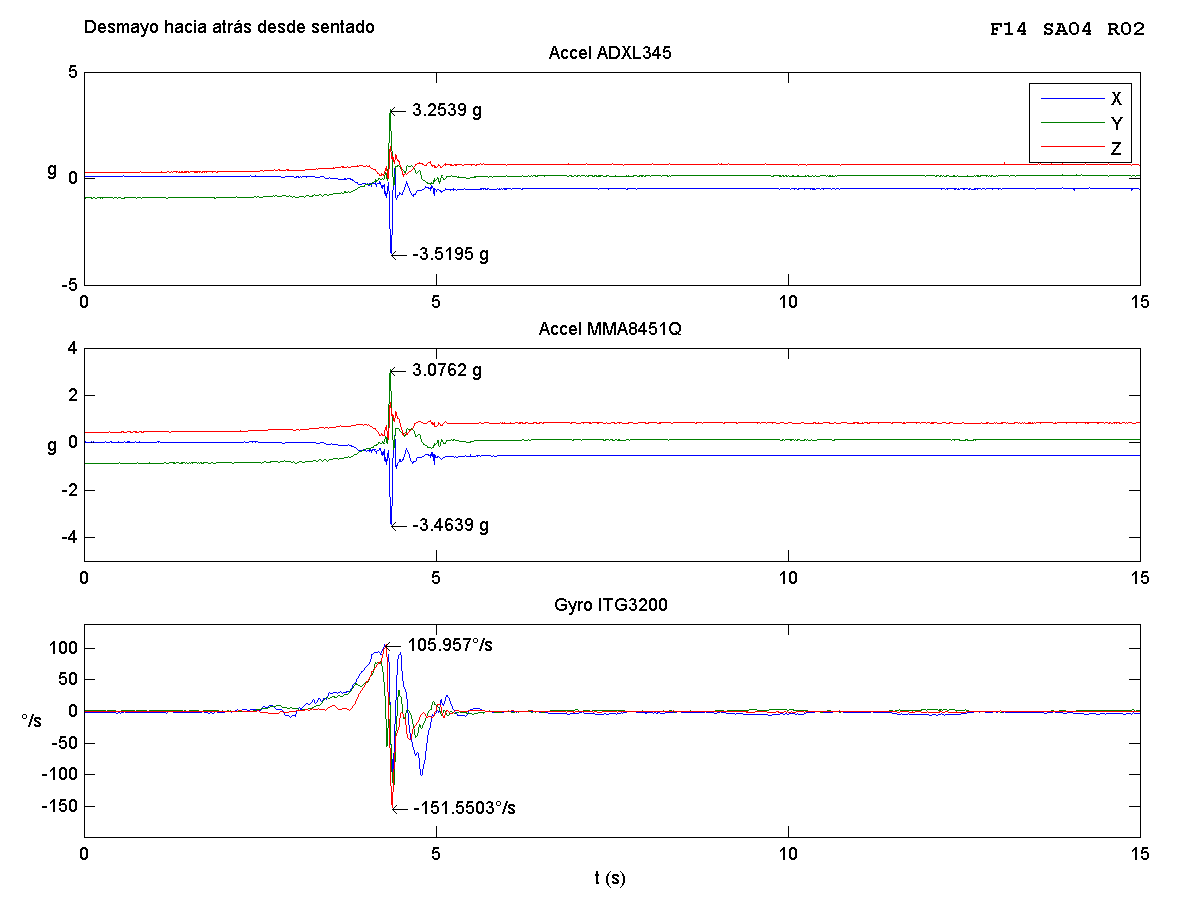 Desmayo hacia atrás desde sentado
F14 SA04 R02
Accel ADXL345
5
3.2539 g
X
Y
Z
g
0
-3.5195 g
-5
0 5 10 15
Accel MMA8451Q
4
3.0762 g
2
0
g
-2
-3.4639 g
-4
0 5 10 15
Gyro ITG3200
100
105.957°/s
50
0
°/s
-50
-100
-150
-151.5503°/s
0 5 10 15
t (s)